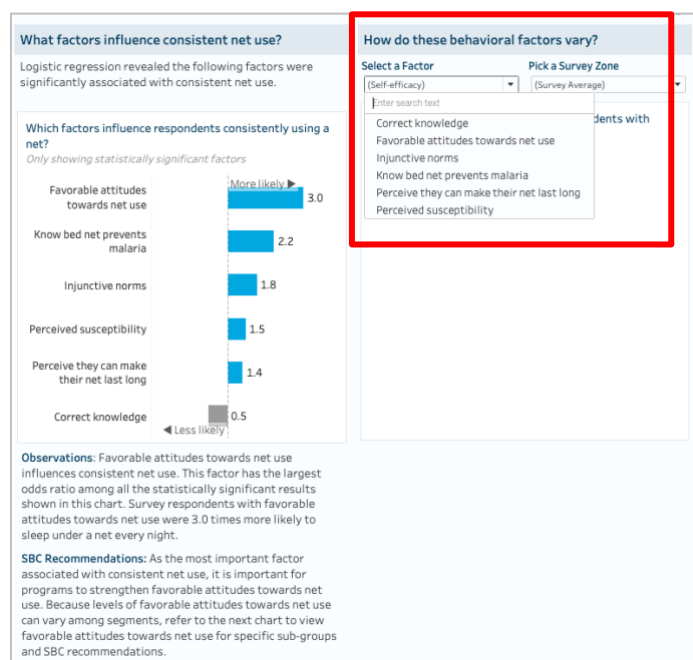 What factors influence consistent net use?
Logistic regression revealed the following factors were
significantly associated with consistent net use.
Which factors influence respondents consistently using a
net?
Only showing statistically significant factors
More likely ▶
Favorable attitudes
towards net use
3.0
Know bed net prevents
malaria
2.2
Injunctive norms
1.8
Perceived susceptibility
1.5
Perceive they can make
their net last long
1.4
Correct knowledge
0.5
◀ Less likely
Observations: Favorable attitudes towards net use
influences consistent net use. This factor has the largest
odds ratio among all the statistically significant results
shown in this chart. Survey respondents with favorable
attitudes towards net use were 3.0 times more likely to
sleep under a net every night.
SBC Recommendations: As the most important factor
associated with consistent net use, it is important for
programs to strengthen favorable attitudes towards net
use. Because levels of favorable attitudes towards net use
can vary among segments, refer to the next chart to view
favorable attitudes towards net use for specific sub-groups
and SBC recommendations.
How do these behavioral factors vary?
Select a Factor
Pick a Survey Zone
(Self-efficacy)
(Survey Average)
Enter search text
dents with
Correct knowledge
Favorable attitudes towards net use
Injunctive norms
Know bed net prevents malaria
Perceive they can make their net last long
Perceived susceptibility